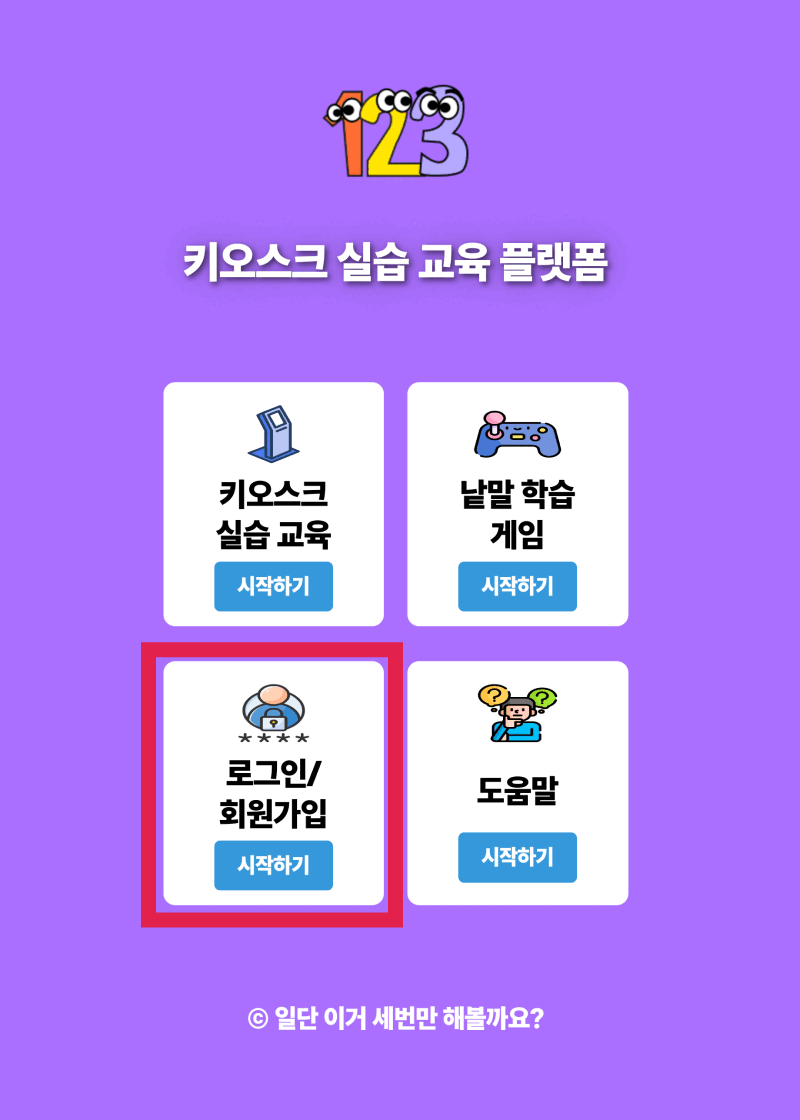 123
키오스크 실습 교육 플랫폼
키오스크
실습 교육
시작하기
낱말 학습
게임
시작하기
****
로그인/
회원가입
시작하기
? ?
도움말
시작하기
© 일단 이거 세번만 해볼까요?